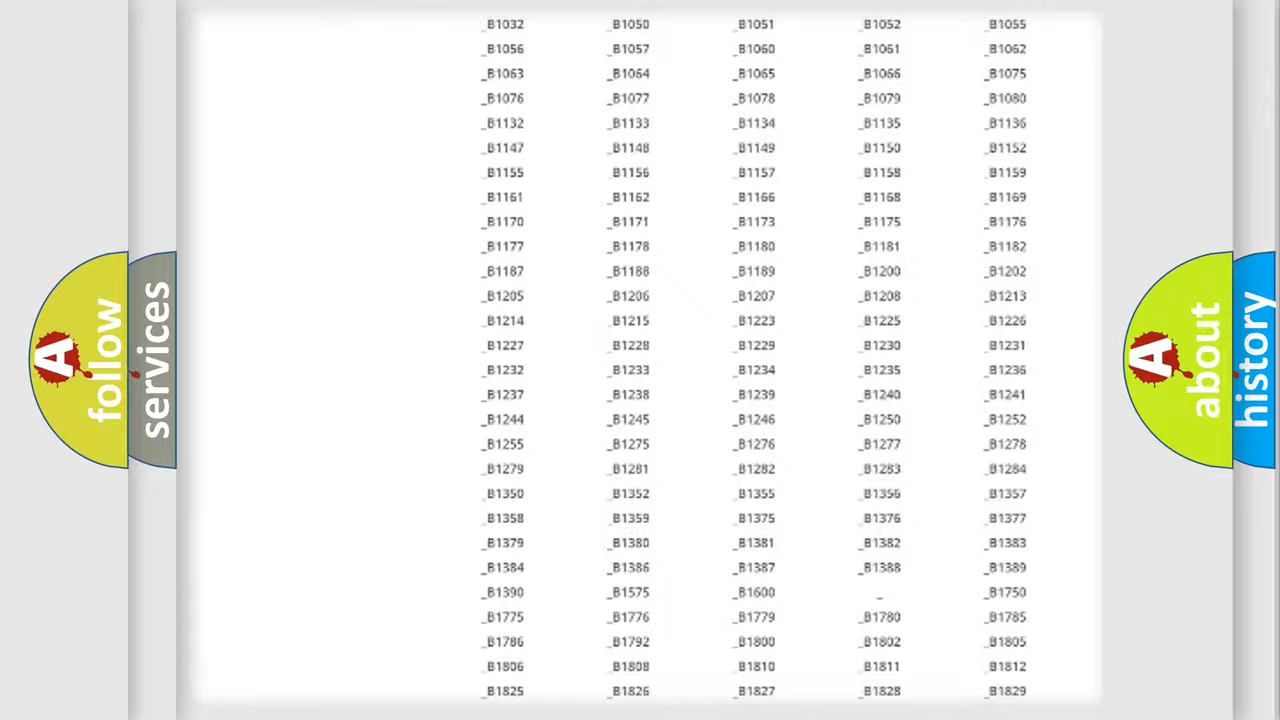 _B1032 _B1050 _B1051 _B1052 _B1055
_B1056 _B1057 _B1060 _B1061 _B1062
_B1063 _B1064 _B1065 _B1066 _B1075
_B1076 _B1077 _B1078 _B1079 _B1080
_B1132 _B1133 _B1134 _B1135 _B1136
_B1147 _B1148 _B1149 _B1150 _B1152
_B1155 _B1156 _B1157 _B1158 _B1159
_B1161 _B1162 _B1166 _B1168 _B1169
_B1170 _B1171 _B1173 _B1175 _B1176
_B1177 _B1178 _B1180 _B1181 _B1182
_B1187 _B1188 _B1189 _B1200 _B1202
_B1205 _B1206 _B1207 _B1208 _B1213
_B1214 _B1215 _B1223 _B1225 _B1226
_B1227 _B1228 _B1229 _B1230 _B1231
_B1232 _B1233 _B1234 _B1235 _B1236
_B1237 _B1238 _B1239 _B1240 _B1241
_B1244 _B1245 _B1246 _B1250 _B1252
_B1255 _B1275 _B1276 _B1277 _B1278
_B1279 _B1281 _B1282 _B1283 _B1284
_B1350 _B1352 _B1355 _B1356 _B1357
_B1358 _B1359 _B1375 _B1376 _B1377
_B1379 _B1380 _B1381 _B1382 _B1383
_B1384 _B1386 _B1387 _B1388 _B1389
_B1390 _B1575 _B1600 _ _B1750
_B1775 _B1776 _B1779 _B1780 _B1785
_B1786 _B1792 _B1800 _B1802 _B1805
_B1806 _B1808 _B1810 _B1811 _B1812
_B1825 _B1826 _B1827 _B1828 _B1829
A
follow
services
A
about
history